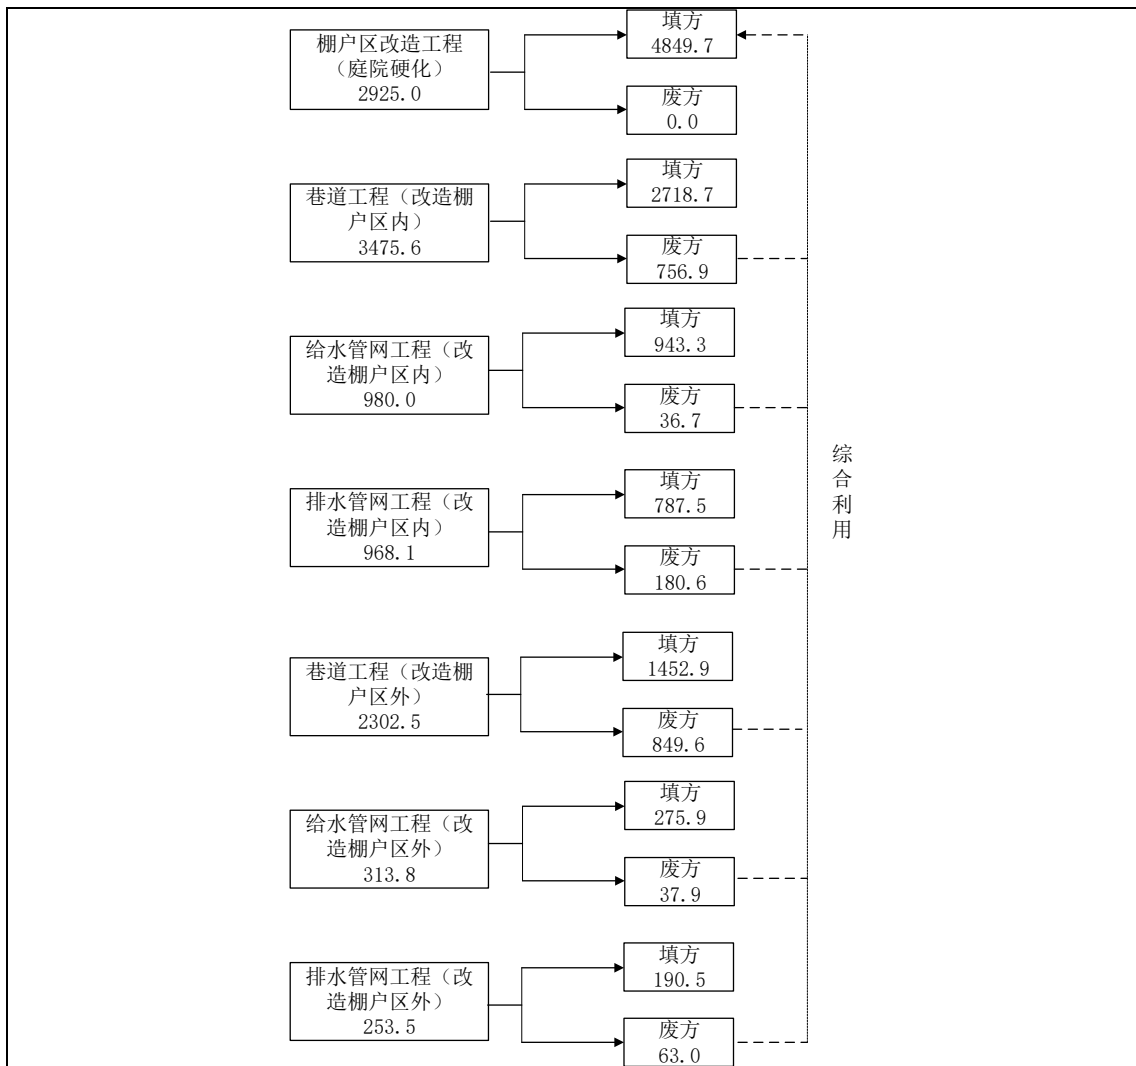 棚户区改造工程
（庭院硬化）
2925.0
填方
4849.7
废方
0.0
巷道工程（改造棚
户区内）
3475.6
填方
2718.7
废方
756.9
给水管网工程（改
造棚户区内）
980.0
填方
943.3
废方
36.7
排水管网工程（改
造棚户区内）
968.1
填方
787.5
废方
180.6
巷道工程（改造棚
户区外）
2302.5
填方
1452.9
废方
849.6
给水管网工程（改
造棚户区外）
313.8
填方
275.9
废方
37.9
排水管网工程（改
造棚户区外）
253.5
填方
190.5
废方
63.0
综
合
利
用